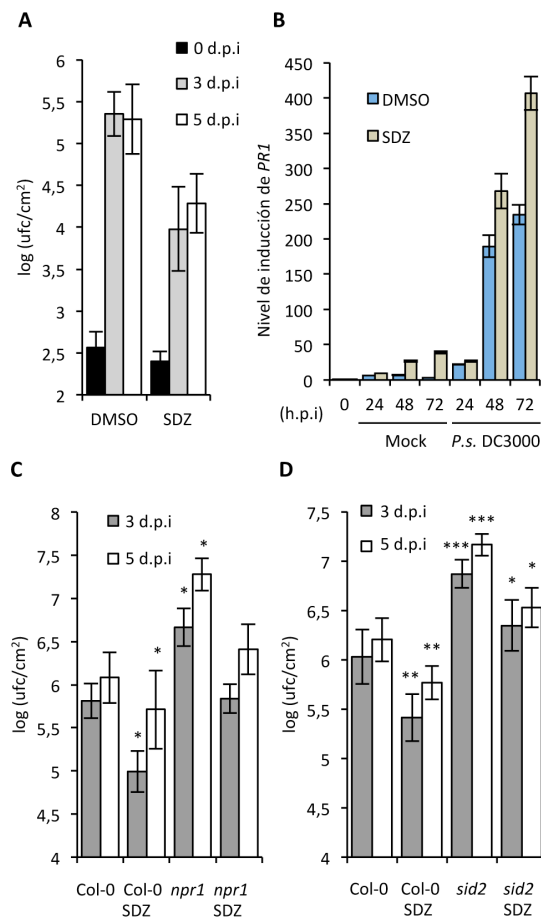 A
0 d.p.i
3 d.p.i
5 d.p.i
log (ufc/cm²)
6
5,5
5
4,5
4
3,5
3
2,5
2
DMSO
SDZ
B
DMSO
SDZ
Nivel de inducción de PR1
450
400
350
300
250
200
150
100
50
0
(h.p.i)
0 24 48 72 24 48 72
Mock
P.s. DC3000
C
3 d.p.i
5 d.p.i
log (ufc/cm²)
8
7,5
7
6,5
6
5,5
5
4,5
4
* * * *
Col-0
Col-0 SDZ
npr1
npr1 SDZ
D
3 d.p.i
5 d.p.i
log (ufc/cm²)
7,5
7
6,5
6
5,5
5
4,5
4
** ** *** *** * *
Col-0
Col-0 SDZ
sid2
sid2 SDZ